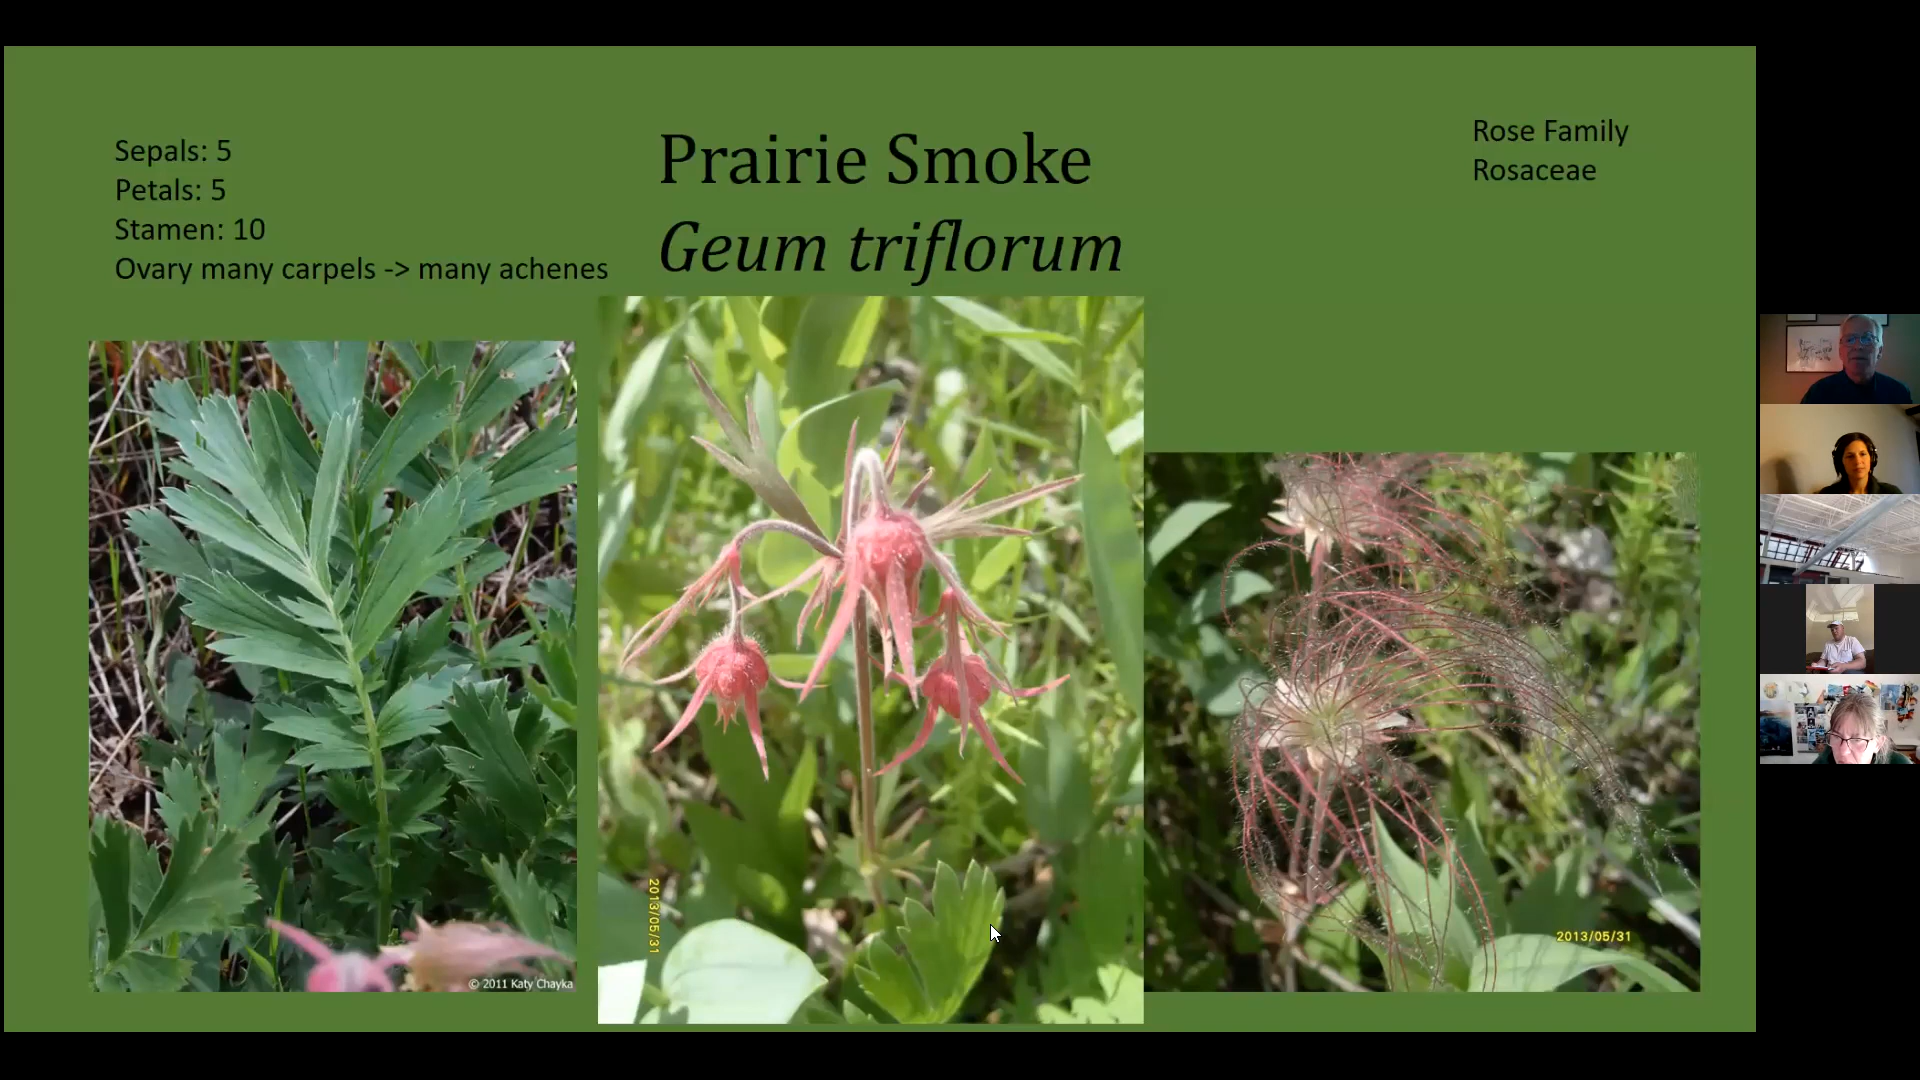 Sepals: 5
Petals: 5
Stamen: 10
Ovary many carpels -> many achenes
Prairie Smoke
Geum triflorum
Rose Family
Rosaceae
© 2011 Katy Chayka
2013/05/31
2013/05/31